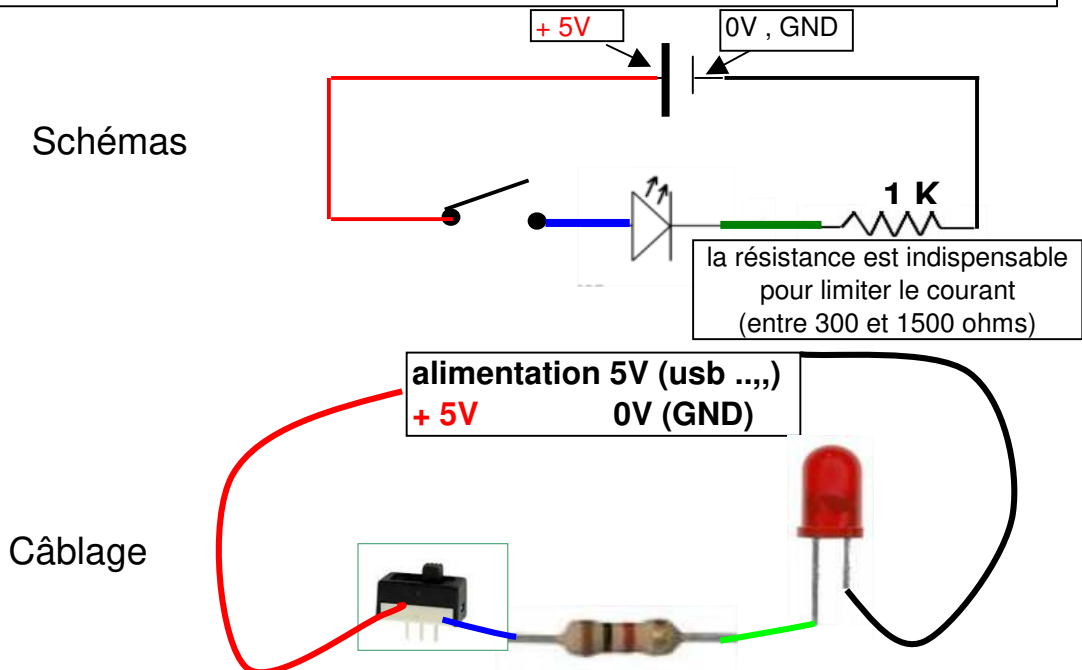 + 5V
0V , GND
Schémas
1 K
la résistance est indispensable
pour limiter le courant
(entre 300 et 1500 ohms)
alimentation 5V (usb ..,,)
+ 5V 0V (GND)
Câblage